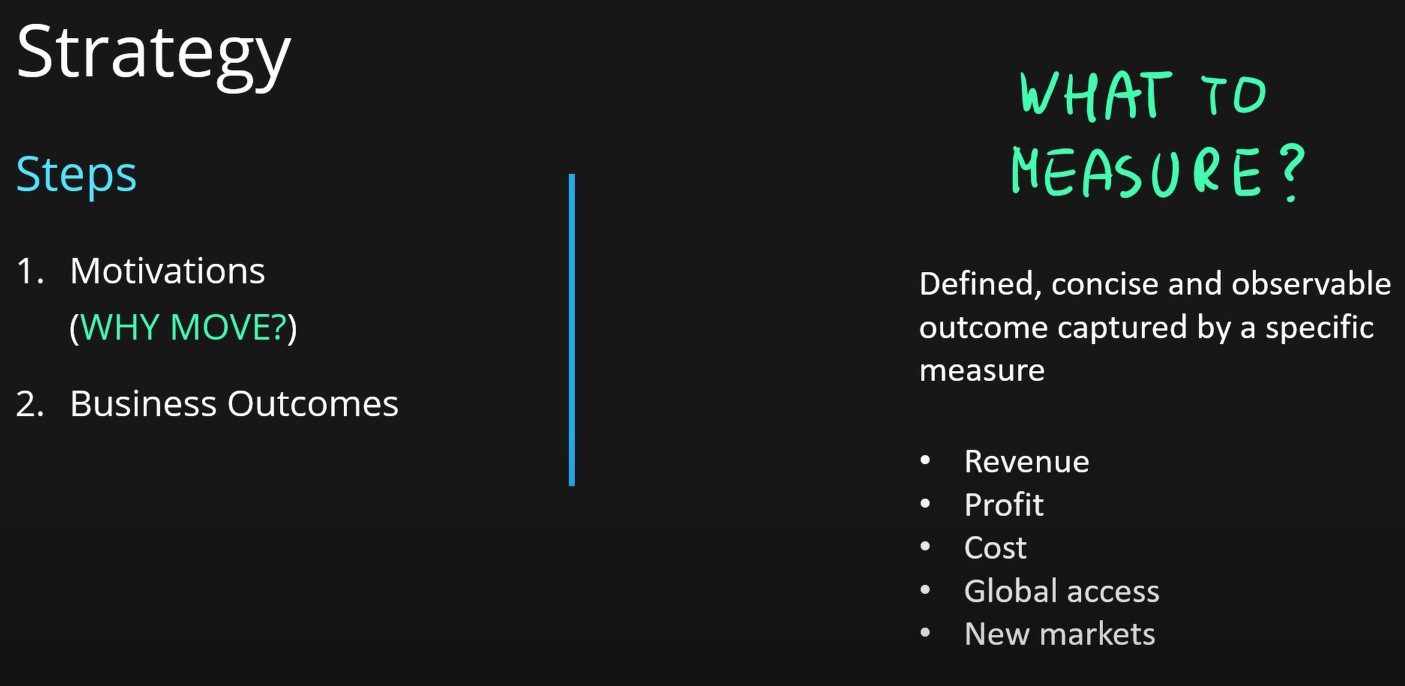 Strategy
Steps
1. Motivations
(WHY MOVE?)
2. Business Outcomes
WHAT TO
MEASURE?
Defined, concise and observable
outcome captured by a specific
measure
• Revenue
• Profit
• Cost
• Global access
• New markets